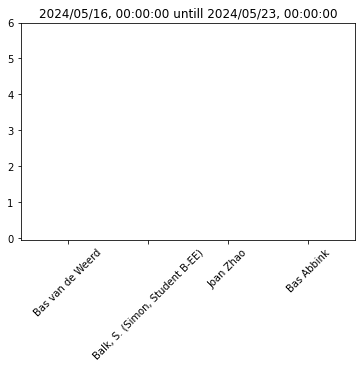 2024/05/16, 00:00:00 untill 2024/05/23, 00:00:00
6
5
4
3
2
1
0
Bas van de Weerd
Balk, S. (Simon, Student B-EE)
Joan Zhao
Bas Abbink